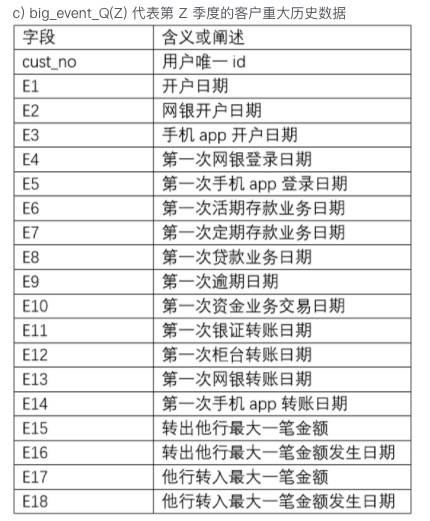 c) big_event_Q(Z) 代表第 Z 季度的客户重大历史数据
字段 含义或阐述
cust_no 用户唯一 id
E1 开户日期
E2 网银开户日期
E3 手机 app 开户日期
E4 第一次网银登录日期
E5 第一次手机 app 登录日期
E6 第一次活期存款业务日期
E7 第一次定期存款业务日期
E8 第一次贷款业务日期
E9 第一次逾期日期
E10 第一次资金业务交易日期
E11 第一次银证转账日期
E12 第一次柜台转账日期
E13 第一次网银转账日期
E14 第一次手机 app 转账日期
E15 转出他行最大一笔金额
E16 转出他行最大一笔金额发生日期
E17 他行转入最大一笔金额
E18 他行转入最大一笔金额发生日期